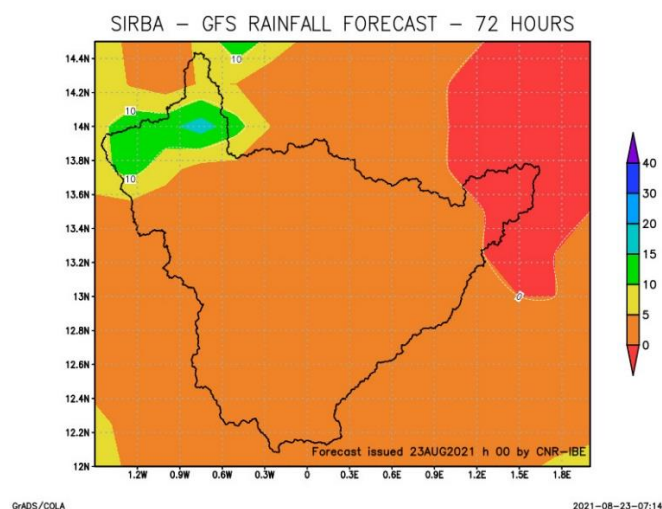 SIRBA – GFS RAINFALL FORECAST – 72 HOURS
14.4N
14.2N
14N
13.8N
13.6N
13.4N
13.2N
13N
12.8N
12.6N
12.4N
12.2N
12N
10
10
10
0
40
30
20
15
10
5
0
Forecast issued 23AUG2021 h 00 by CNR-IBE
1.2W 0.9W 0.6W 0.3W 0 0.3E 0.6E 0.9E 1.2E 1.5E 1.8E
GrADS/COLA
2021-08-23-07:14